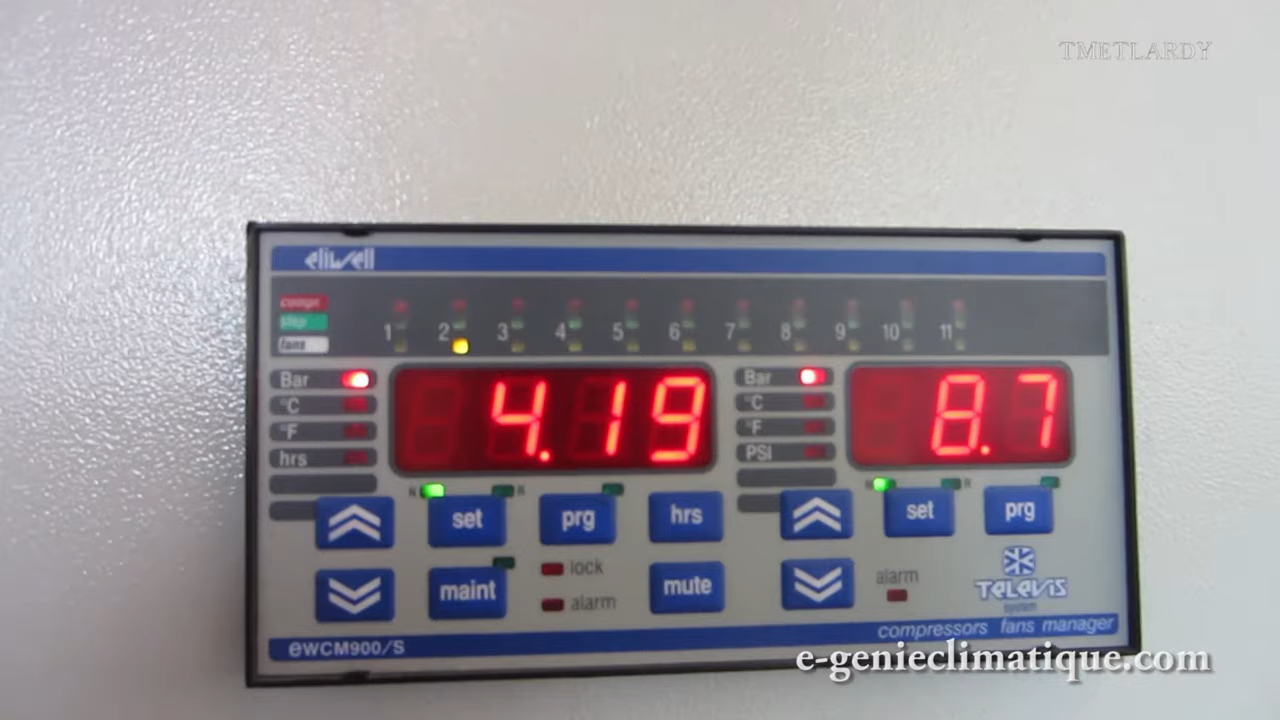 TMETLARDY
eliwell
comps
step
fans
1 2 3 4 5 6 7 8 9 10 11
Bar
°C
°F
hrs
4.19
Bar
°C
°F
PSI
8.7
N R
set prg hrs
maint lock mute
alarm
N R
set prg
alarm
TELEVIS
system
compressors fans manager
eWCM900/S
e-genieclimatique.com